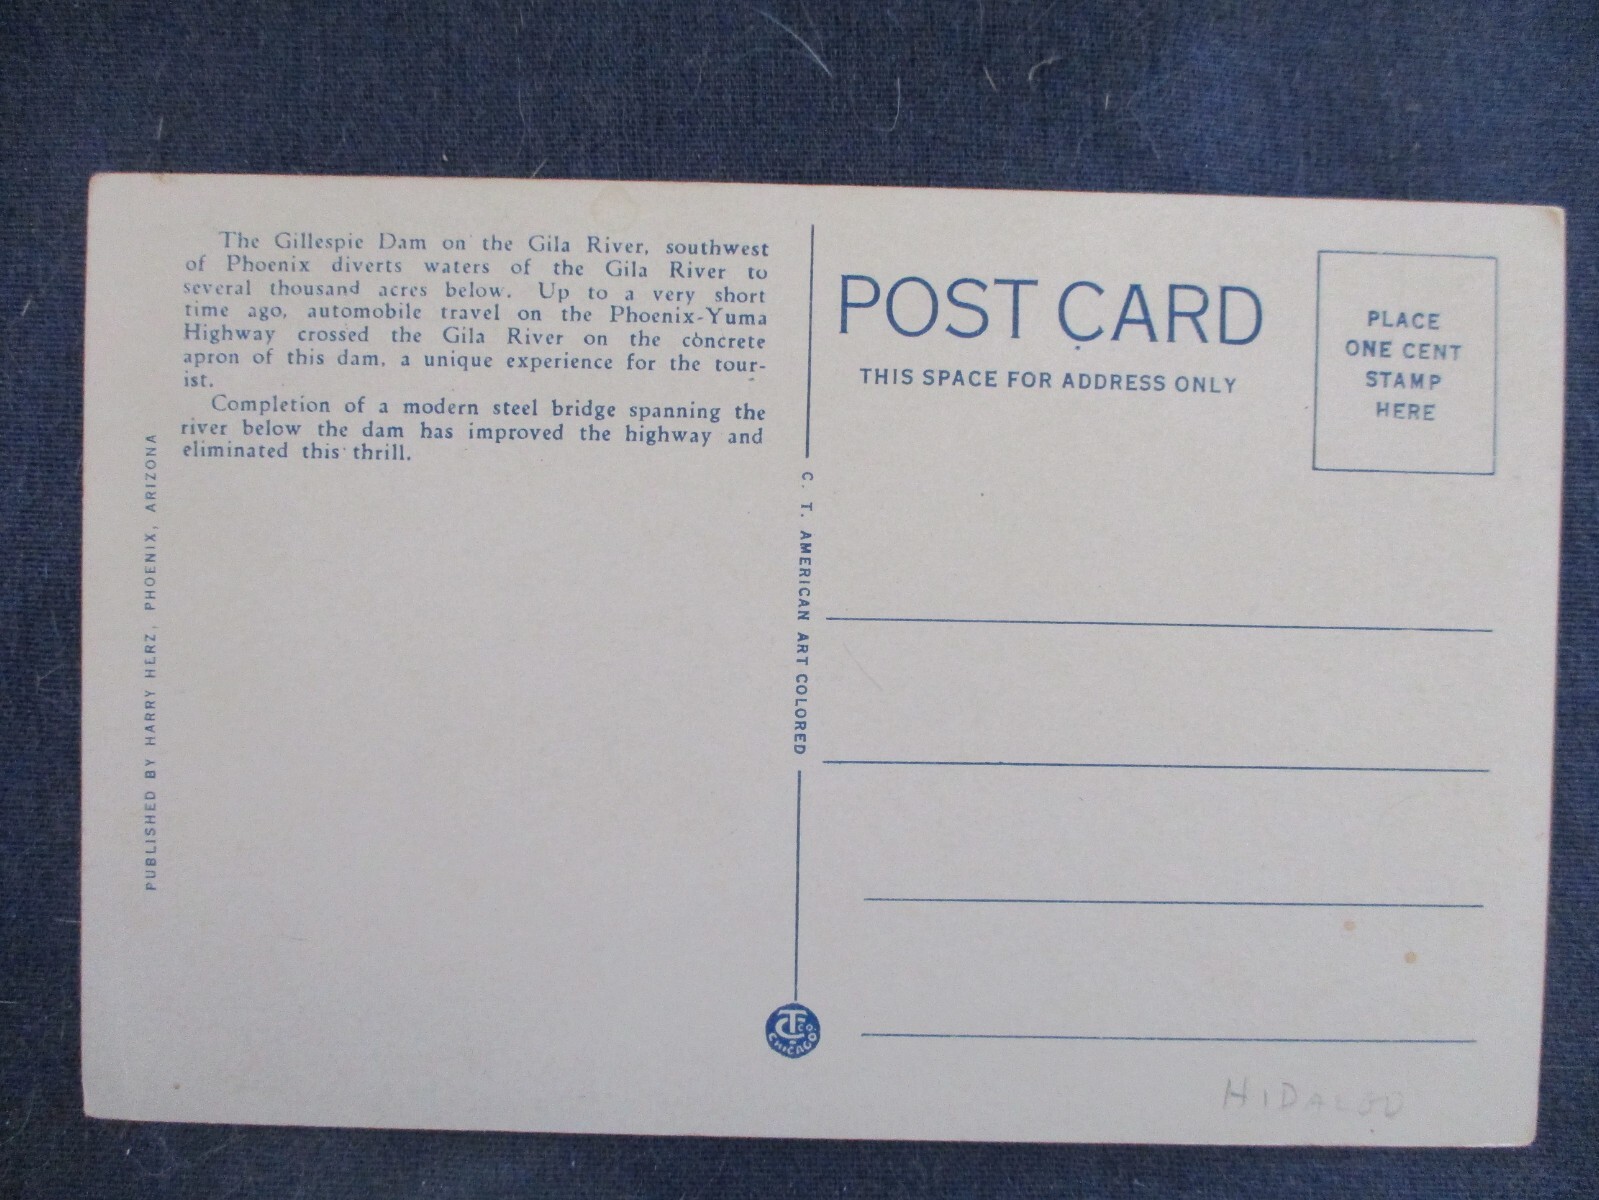 The Gillespie Dam on the Gila River, southwest
of Phoenix diverts waters of the Gila River to
several thousand acres below. Up to a very short
time ago, automobile travel on the Phoenix-Yuma
Highway crossed the Gila River on the concrete
apron of this dam, a unique experience for the tour-
ist.
Completion of a modern steel bridge spanning the
river below the dam has improved the highway and
eliminated this thrill.
PUBLISHED BY HARRY HERZ, PHOENIX, ARIZONA
C. T. AMERICAN ART COLORED
CT CO.
CHICAGO
POST CARD
THIS SPACE FOR ADDRESS ONLY
PLACE
ONE CENT
STAMP
HERE